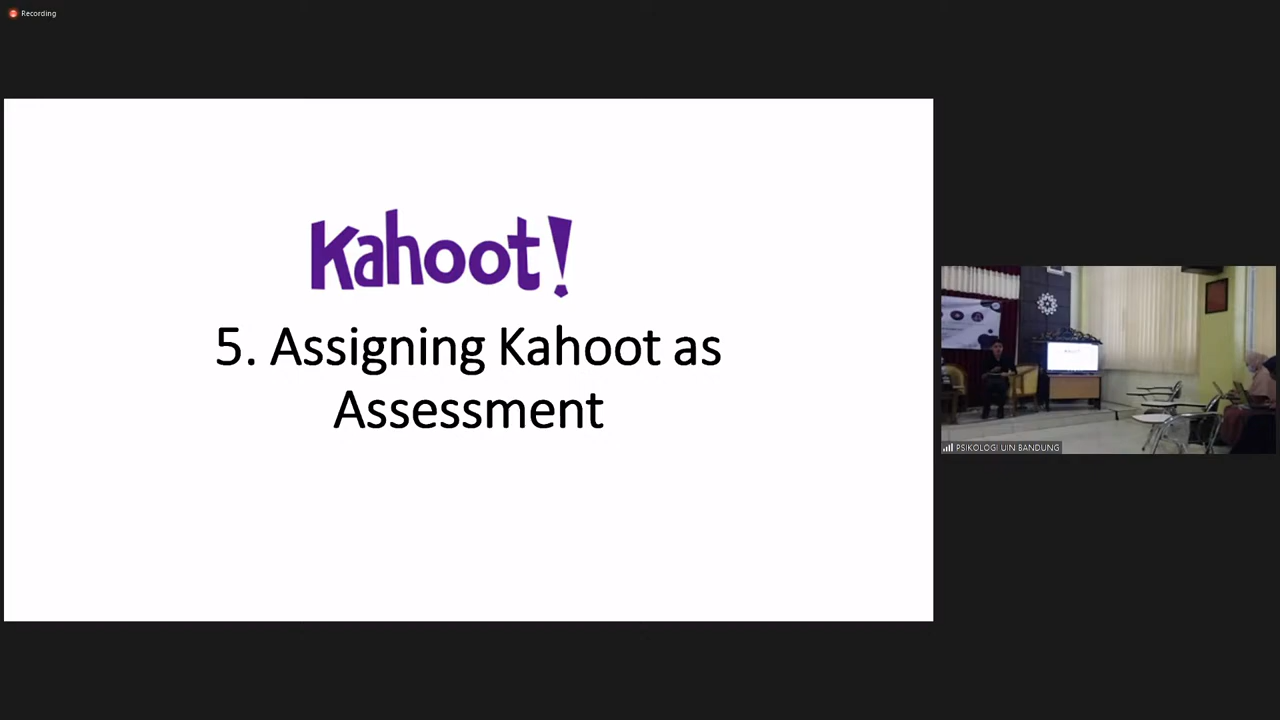 Recording
Kahoot!
5. Assigning Kahoot as
Assessment
PSIKOLOGI UIN BANDUNG